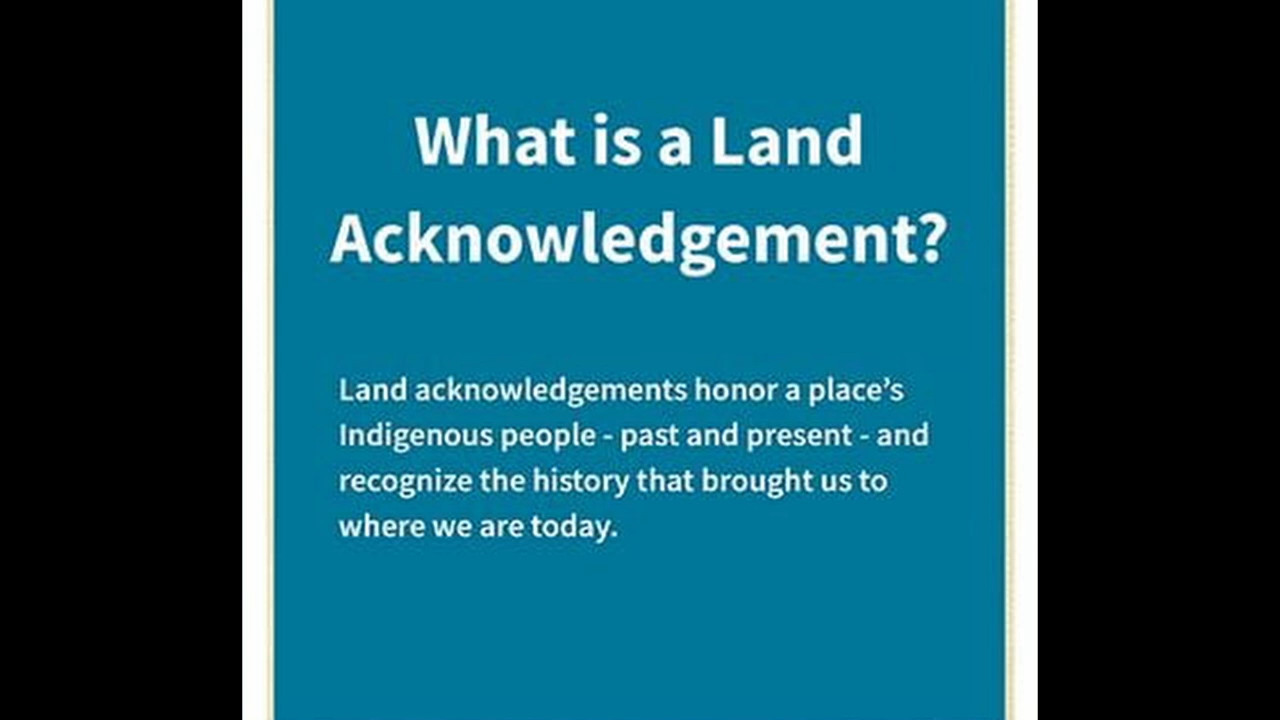 What is a Land
Acknowledgement?
Land acknowledgements honor a place’s
Indigenous people - past and present - and
recognize the history that brought us to
where we are today.